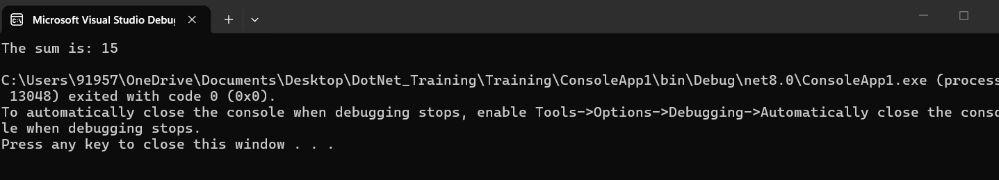 Microsoft Visual Studio Debu
The sum is: 15
C:\Users\91957\OneDrive\Documents\Desktop\DotNet_Training\Training\ConsoleApp1\bin\Debug\net8.0\ConsoleApp1.exe (process
 13048) exited with code 0 (0x0).
To automatically close the console when debugging stops, enable Tools->Options->Debugging->Automatically close the conso
le when debugging stops.
Press any key to close this window . . .